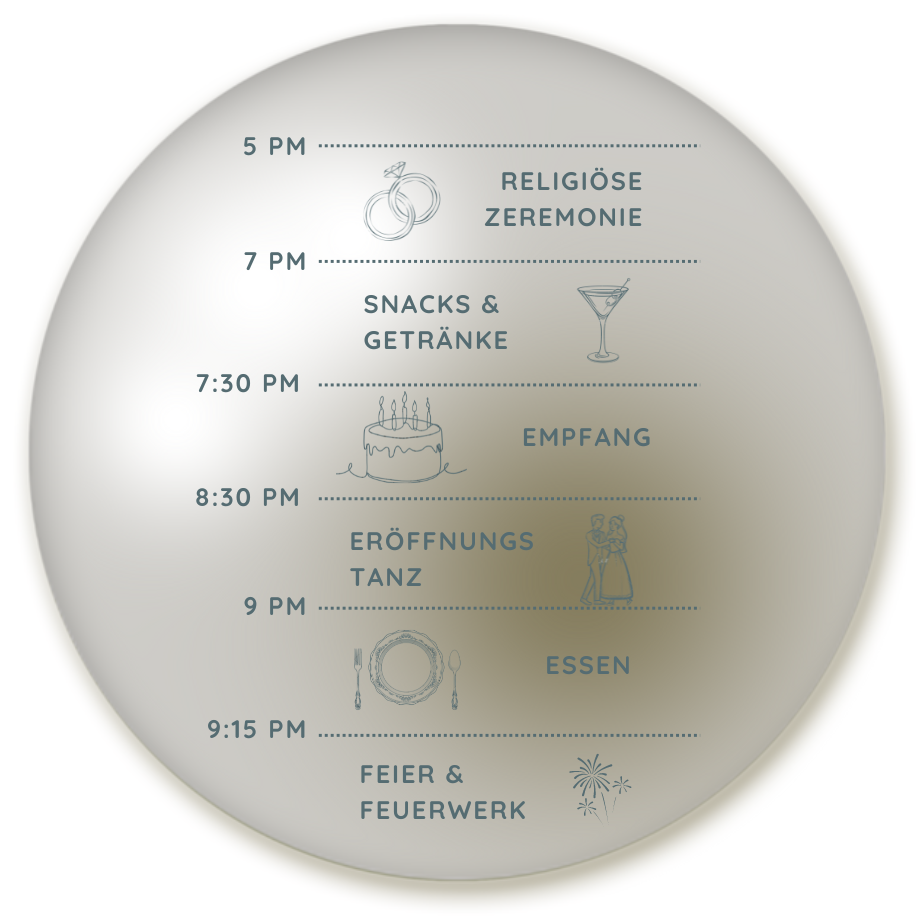 5 PM
RELIGIÖSE
ZEREMONIE
7 PM
SNACKS &
GETRÄNKE
7:30 PM
EMPFANG
8:30 PM
ERÖFFNUNGS
TANZ
9 PM
ESSEN
9:15 PM
FEIER &
FEUERWERK